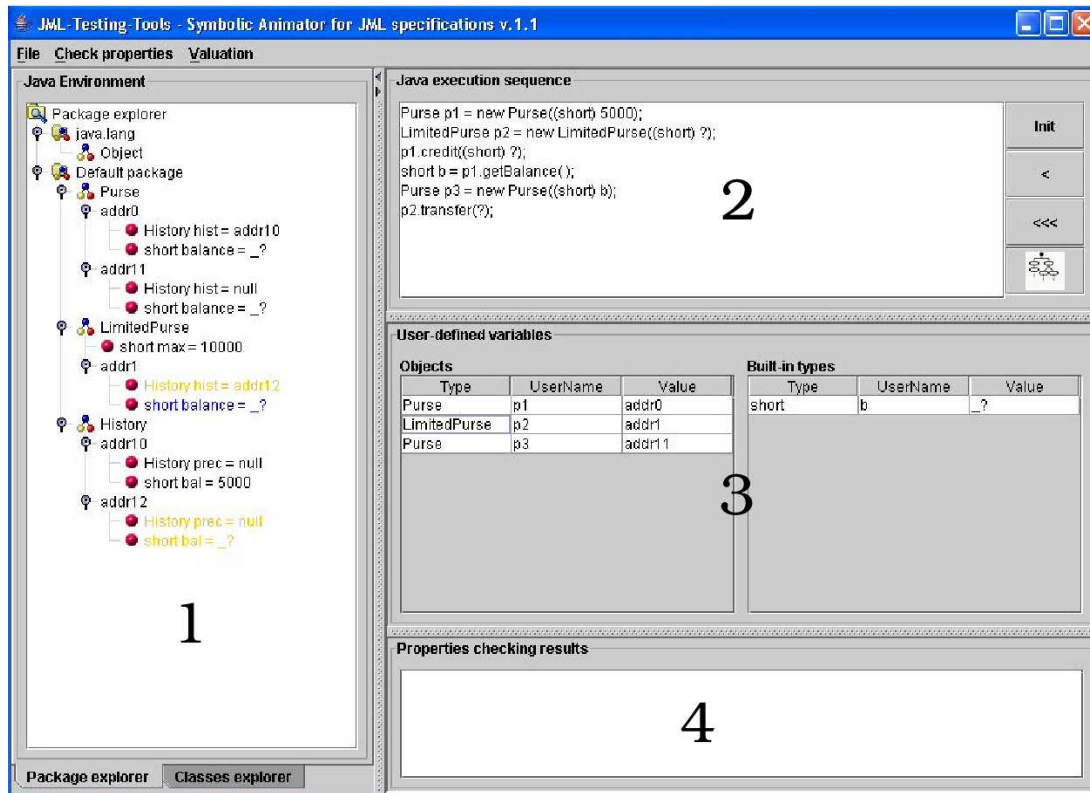 JML-Testing-Tools - Symbolic Animator for JML specifications v.1.1
File Check properties Valuation
Java Environment
Package explorer
java.lang
Object
Default package
Purse
addr0
History hist = addr10
short balance = _?
addr11
History hist = null
short balance = _?
LimitedPurse
short max = 10000
addr1
History hist = addr12
short balance = _?
History
addr10
History prec = null
short bal = 5000
addr12
History prec = null
short bal = _?
1
Package explorer Classes explorer
Java execution sequence
Purse p1 = new Purse((short) 5000);
LimitedPurse p2 = new LimitedPurse((short) ?);
p1.credit((short) ?);
short b = p1.getBalance( );
Purse p3 = new Purse((short) b);
p2.transfer(?);
2
Init
<
<<<
User-defined variables
Objects
Type UserName Value
Purse p1 addr0
LimitedPurse p2 addr1
Purse p3 addr11
Built-in types
Type UserName Value
short b _?
3
Properties checking results
4